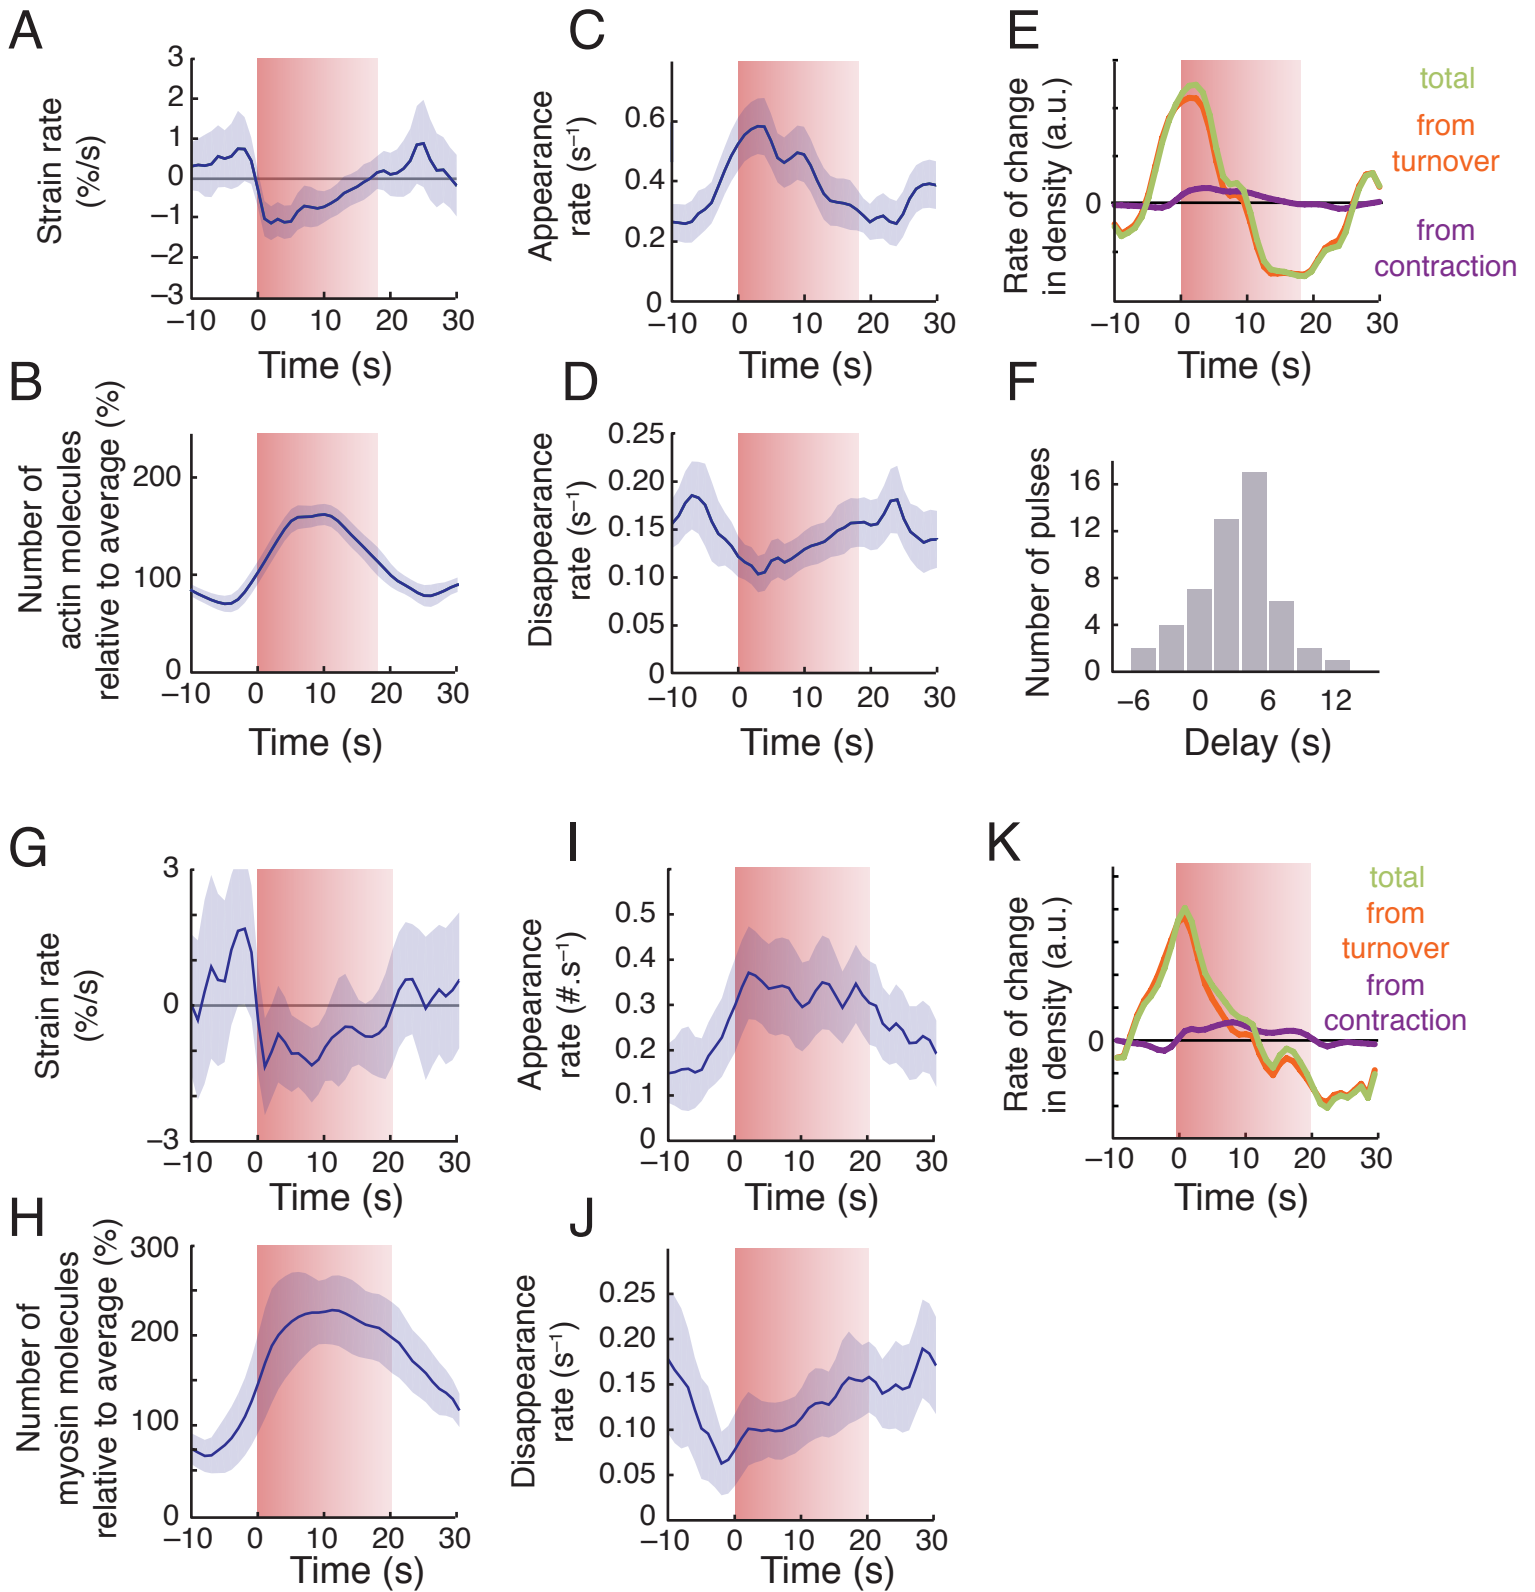 A
Strain rate
(%/s)
3
2
1
0
−1
−2
−3
−10 0 10 20 30
Time (s)
C
Appearance
rate (s⁻¹)
0.6
0.4
0.2
0
−10 0 10 20 30
Time (s)
E
Rate of change
in density (a.u.)
0
−10 0 10 20 30
Time (s)
total
from
turnover
from
contraction
B
Number of
actin molecules
relative to average (%)
200
100
0
−10 0 10 20 30
Time (s)
D
Disappearance
rate (s⁻¹)
0.25
0.20
0.15
0.10
0.05
0
−10 0 10 20 30
Time (s)
F
Number of pulses
16
12
8
4
0
−6 0 6 12
Delay (s)
G
Strain rate
(%/s)
3
0
−3
−10 0 10 20 30
Time (s)
I
Appearance
rate (#.s⁻¹)
0.5
0.4
0.3
0.2
0.1
0
−10 0 10 20 30
Time (s)
K
Rate of change
in density (a.u.)
0
−10 0 10 20 30
Time (s)
total
from
turnover
from
contraction
H
Number of
myosin molecules
relative to average (%)
300
200
100
0
−10 0 10 20 30
Time (s)
J
Disappearance
rate (s⁻¹)
0.25
0.20
0.15
0.10
0.05
0
−10 0 10 20 30
Time (s)